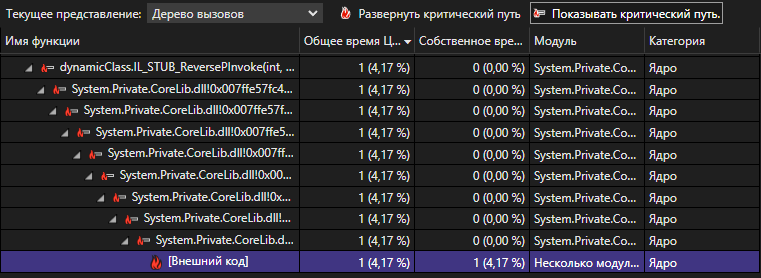 Текущее представление: Дерево вызовов Развернуть критический путь Показывать критический путь.
Имя функции Общее время Ц... Собственное вре... Модуль Категория
dynamicClass.IL_STUB_ReversePInvoke(int, ... 1 (4,17 %) 0 (0,00 %) System.Private.Co... Ядро
System.Private.CoreLib.dll!0x007ffe57fc4... 1 (4,17 %) 0 (0,00 %) System.Private.Co... Ядро
System.Private.CoreLib.dll!0x007ffe57f... 1 (4,17 %) 0 (0,00 %) System.Private.Co... Ядро
System.Private.CoreLib.dll!0x007ffe5... 1 (4,17 %) 0 (0,00 %) System.Private.Co... Ядро
System.Private.CoreLib.dll!0x007ff... 1 (4,17 %) 0 (0,00 %) System.Private.Co... Ядро
System.Private.CoreLib.dll!0x00... 1 (4,17 %) 0 (0,00 %) System.Private.Co... Ядро
System.Private.CoreLib.dll!0x... 1 (4,17 %) 0 (0,00 %) System.Private.Co... Ядро
System.Private.CoreLib.dll!... 1 (4,17 %) 0 (0,00 %) System.Private.Co... Ядро
System.Private.CoreLib.d... 1 (4,17 %) 0 (0,00 %) System.Private.Co... Ядро
[Внешний код] 1 (4,17 %) 1 (4,17 %) Несколько модул... Ядро